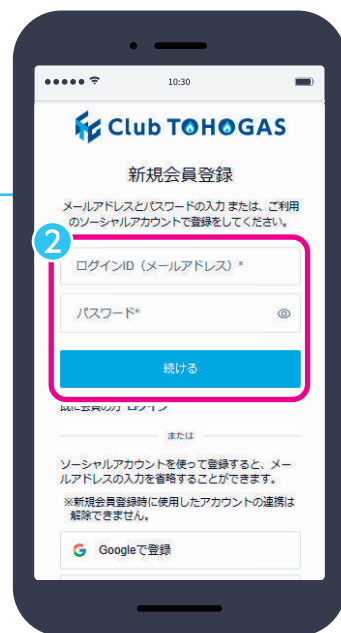 10:30
Club TOHOGAS
新規会員登録
メールアドレスとパスワードの入力 または、ご利用
のソーシャルアカウントで登録をしてください。
2
ログインID（メールアドレス）*
パスワード*
続ける
既に会員の方 ログイン
または
ソーシャルアカウントを使って登録すると、メー
ルアドレスの入力を省略することができます。
※新規会員登録時に使用したアカウントの連携は
解除できません。
G Googleで登録